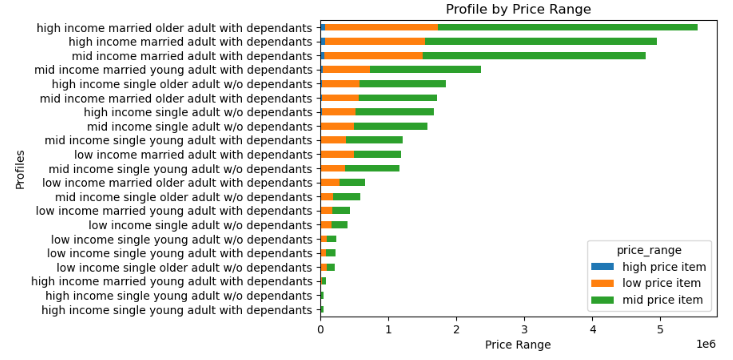 Profile by Price Range
Profiles
high income married older adult with dependants
high income married adult with dependants
mid income married adult with dependants
mid income married young adult with dependants
high income single older adult w/o dependants
mid income married older adult with dependants
high income single adult w/o dependants
mid income single adult w/o dependants
mid income single young adult with dependants
low income married adult with dependants
mid income single young adult w/o dependants
low income married older adult with dependants
mid income single older adult w/o dependants
low income married young adult with dependants
low income single adult w/o dependants
low income single young adult w/o dependants
low income single young adult with dependants
low income single older adult w/o dependants
high income married young adult with dependants
high income single young adult w/o dependants
high income single young adult with dependants
price_range
high price item
low price item
mid price item
0 1 2 3 4 5
1e6
Price Range